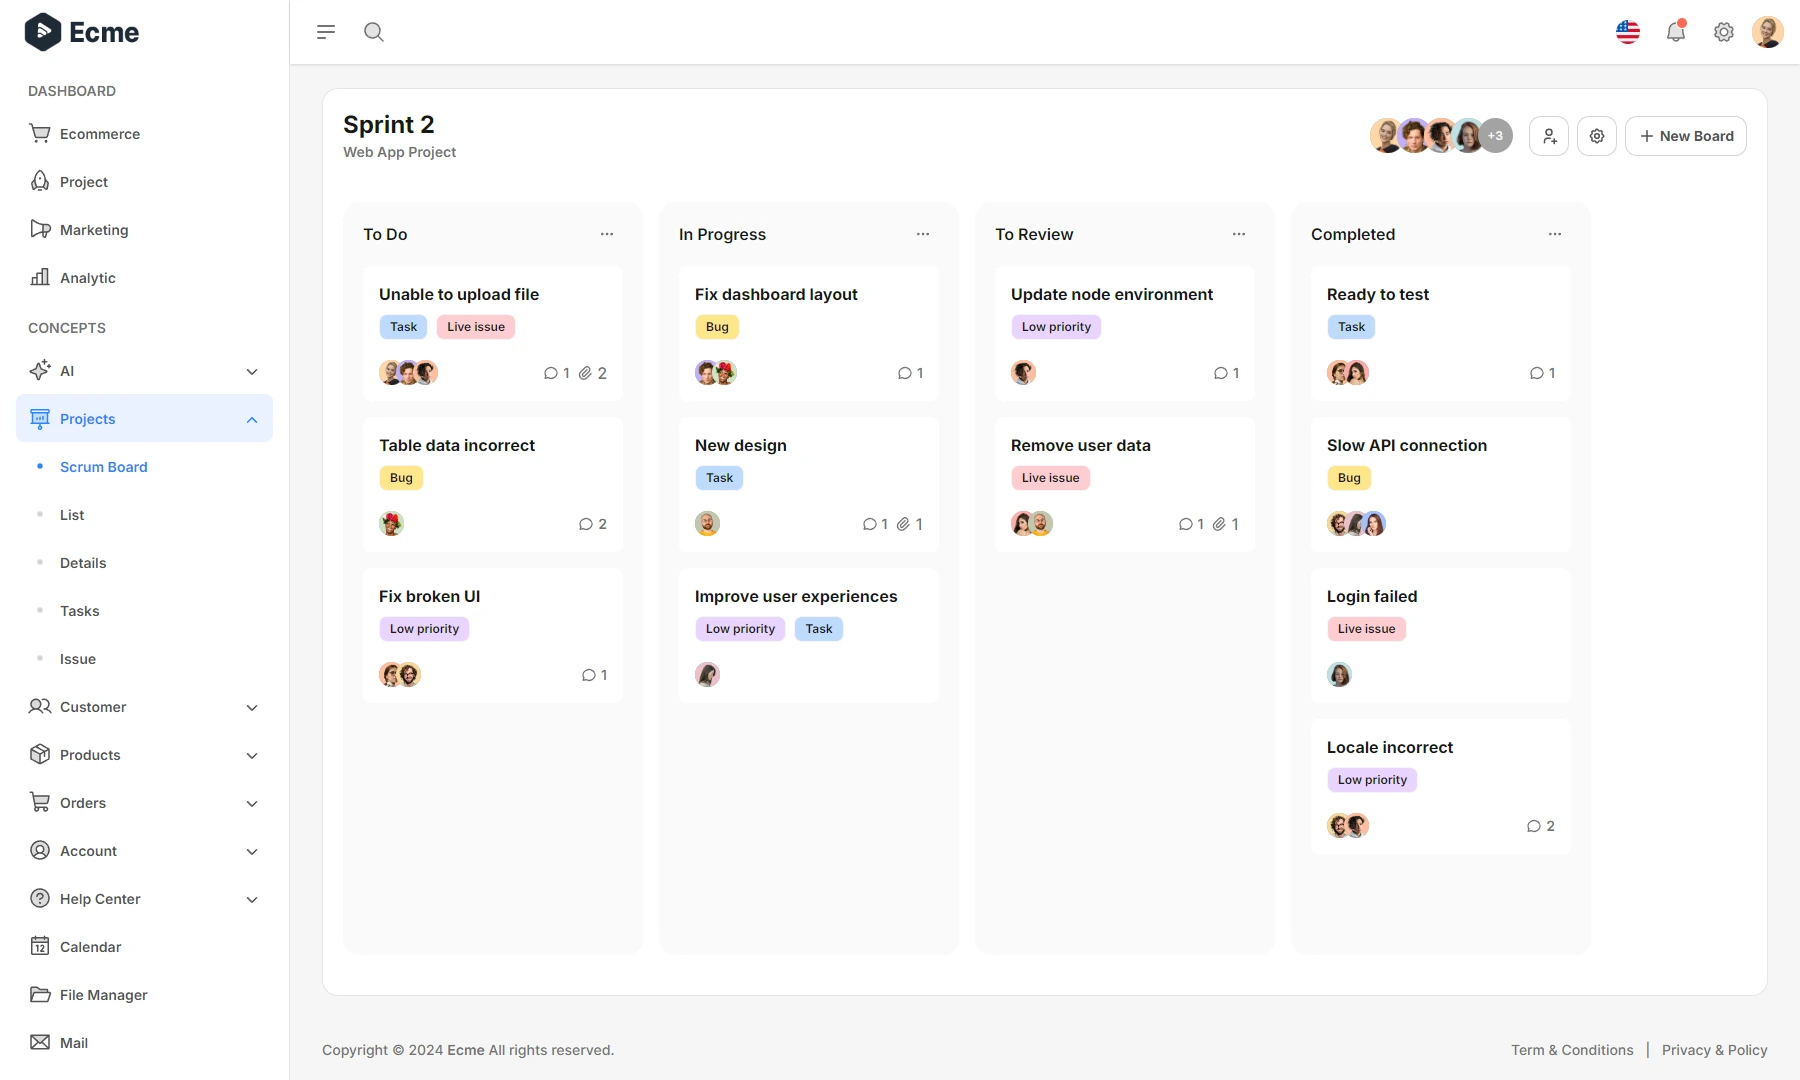 Ecme
DASHBOARD
Ecommerce
Project
Marketing
Analytic
CONCEPTS
AI
Projects
Scrum Board
List
Details
Tasks
Issue
Customer
Products
Orders
Account
Help Center
12
Calendar
File Manager
Mail
Sprint 2
Web App Project
+3
New Board
To Do
Unable to upload file
Task Live issue
1 2
Table data incorrect
Bug
2
Fix broken UI
Low priority
1
In Progress
Fix dashboard layout
Bug
1
New design
Task
1 1
Improve user experiences
Low priority Task
To Review
Update node environment
Low priority
1
Remove user data
Live issue
1 1
Completed
Ready to test
Task
1
Slow API connection
Bug
Login failed
Live issue
Locale incorrect
Low priority
2
Copyright © 2024 Ecme All rights reserved.
Term & Conditions | Privacy & Policy